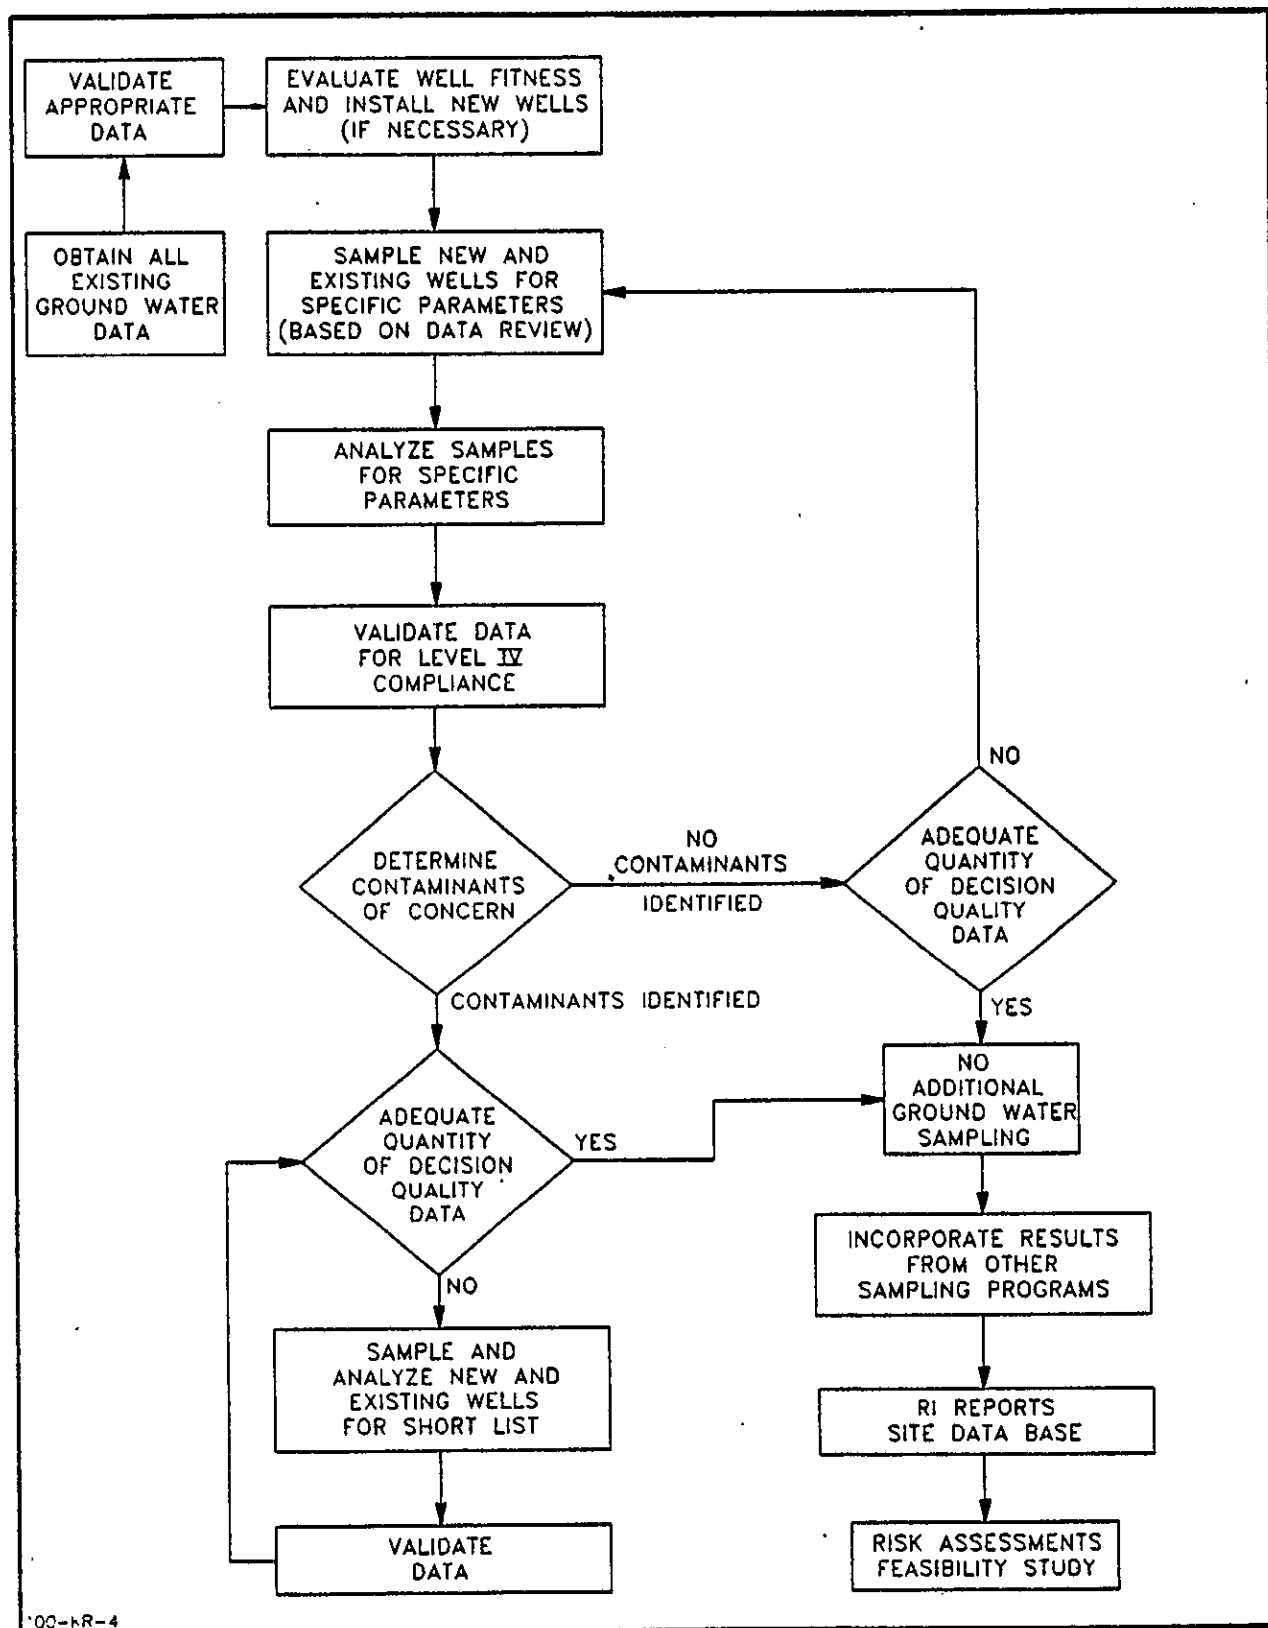 VALIDATE
APPROPRIATE
DATA
EVALUATE WELL FITNESS
AND INSTALL NEW WELLS
(IF NECESSARY)
OBTAIN ALL
EXISTING
GROUND WATER
DATA
SAMPLE NEW AND
EXISTING WELLS FOR
SPECIFIC PARAMETERS
(BASED ON DATA REVIEW)
ANALYZE SAMPLES
FOR SPECIFIC
PARAMETERS
VALIDATE DATA
FOR LEVEL IV
COMPLIANCE
DETERMINE
CONTAMINANTS
OF CONCERN
NO
CONTAMINANTS
IDENTIFIED
NO
ADEQUATE
QUANTITY
OF DECISION
QUALITY
DATA
CONTAMINANTS IDENTIFIED
YES
ADEQUATE
QUANTITY
OF DECISION
QUALITY
DATA
YES
NO
ADDITIONAL
GROUND WATER
SAMPLING
NO
INCORPORATE RESULTS
FROM OTHER
SAMPLING PROGRAMS
SAMPLE AND
ANALYZE NEW AND
EXISTING WELLS
FOR SHORT LIST
RI REPORTS
SITE DATA BASE
VALIDATE
DATA
RISK ASSESSMENTS
FEASIBILITY STUDY
00-KR-4